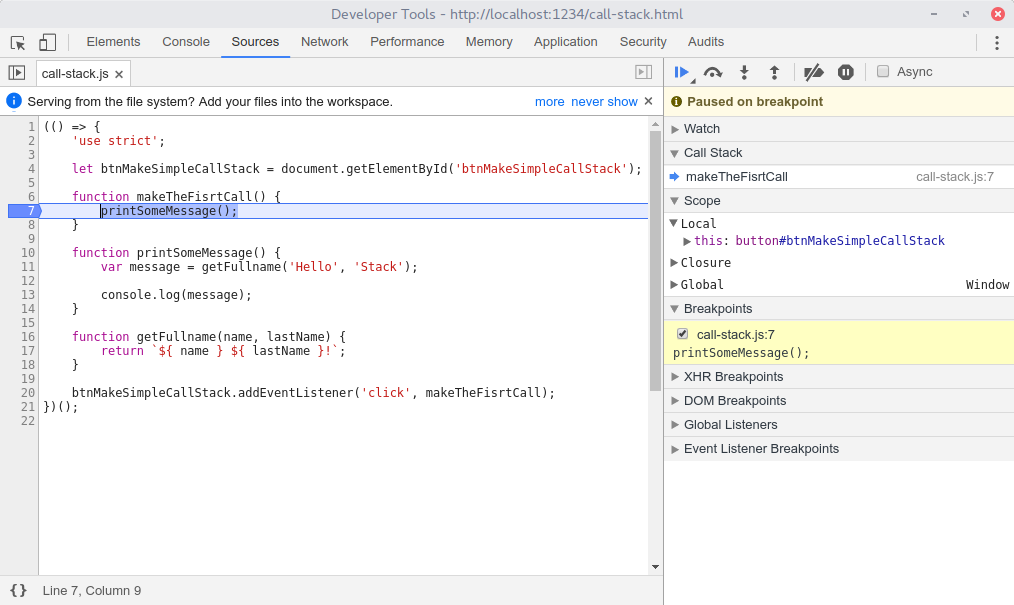 Developer Tools - http://localhost:1234/call-stack.html
Elements Console Sources Network Performance Memory Application Security Audits
call-stack.js ×
Async
Serving from the file system? Add your files into the workspace. more never show ×
Paused on breakpoint
1 (() => {
2     'use strict';
3
4     let btnMakeSimpleCallStack = document.getElementById('btnMakeSimpleCallStack');
5
6     function makeTheFisrtCall() {
7         printSomeMessage();
8     }
9
10     function printSomeMessage() {
11         var message = getFullname('Hello', 'Stack');
12
13         console.log(message);
14     }
15
16     function getFullname(name, lastName) {
17         return `${ name } ${ lastName }!`;
18     }
19
20     btnMakeSimpleCallStack.addEventListener('click', makeTheFisrtCall);
21 })();
22
Watch
Call Stack
makeTheFisrtCall call-stack.js:7
Scope
Local
this: button#btnMakeSimpleCallStack
Closure
Global Window
Breakpoints
call-stack.js:7
printSomeMessage();
XHR Breakpoints
DOM Breakpoints
Global Listeners
Event Listener Breakpoints
{} Line 7, Column 9